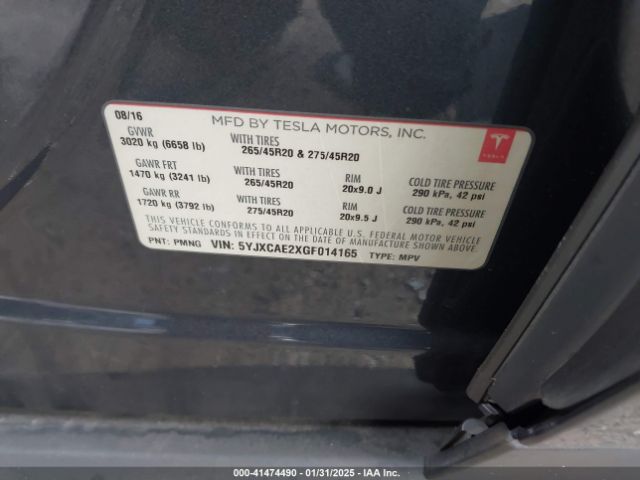 MFD BY TESLA MOTORS, INC.
08/16
GVWR
3020 kg (6658 lb)
WITH TIRES
265/45R20 & 275/45R20
GAWR FRT
1470 kg (3241 lb)
WITH TIRES
265/45R20
RIM
20x9.0 J
COLD TIRE PRESSURE
290 kPa, 42 psi
GAWR RR
1720 kg (3792 lb)
WITH TIRES
275/45R20
RIM
20x9.5 J
COLD TIRE PRESSURE
290 kPa, 42 psi
THIS VEHICLE CONFORMS TO ALL APPLICABLE U.S. FEDERAL MOTOR VEHICLE
SAFETY AND THEFT PREVENTION STANDARDS IN EFFECT ON THE
DATE OF MANUFACTURE SHOWN ABOVE
PNT: PMNG VIN: 5YJXCAE2XGF014165 TYPE: MPV
TESLA
000-41474490 - 01/31/2025 - IAA Inc.